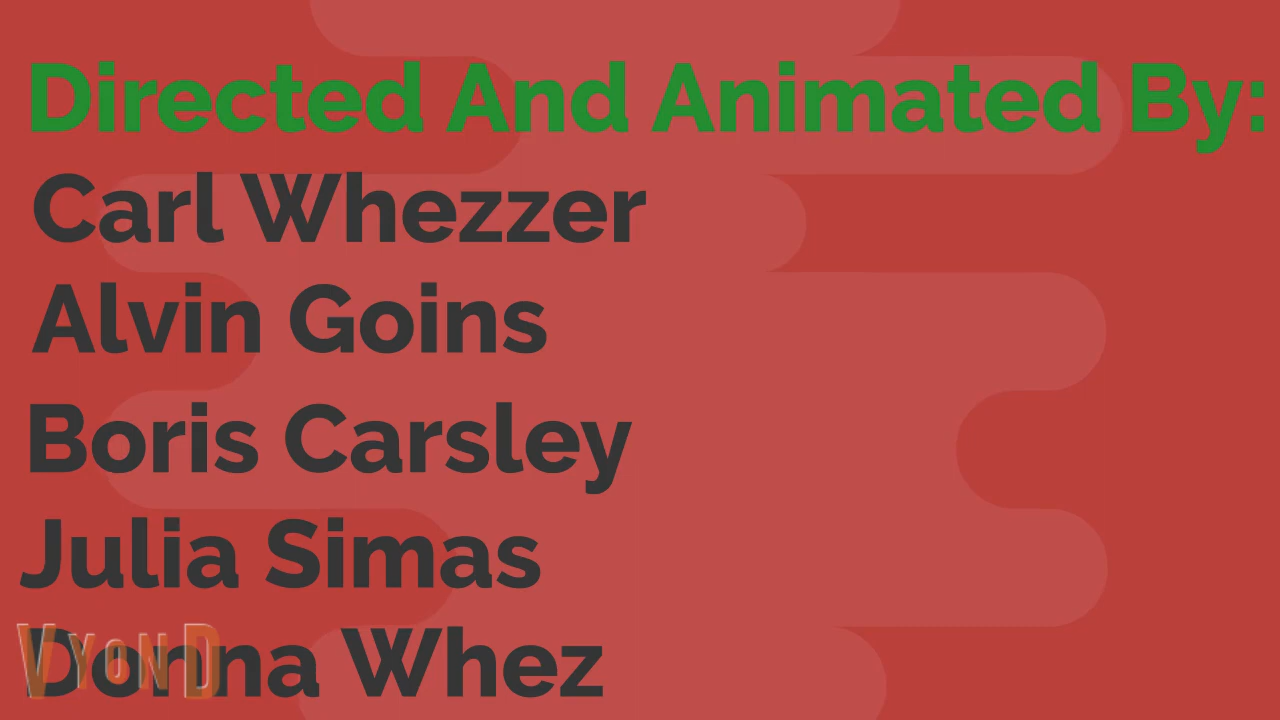 Directed And Animated By:
Carl Whezzer
Alvin Goins
Boris Carsley
Julia Simas
Donna Whez
VYOND